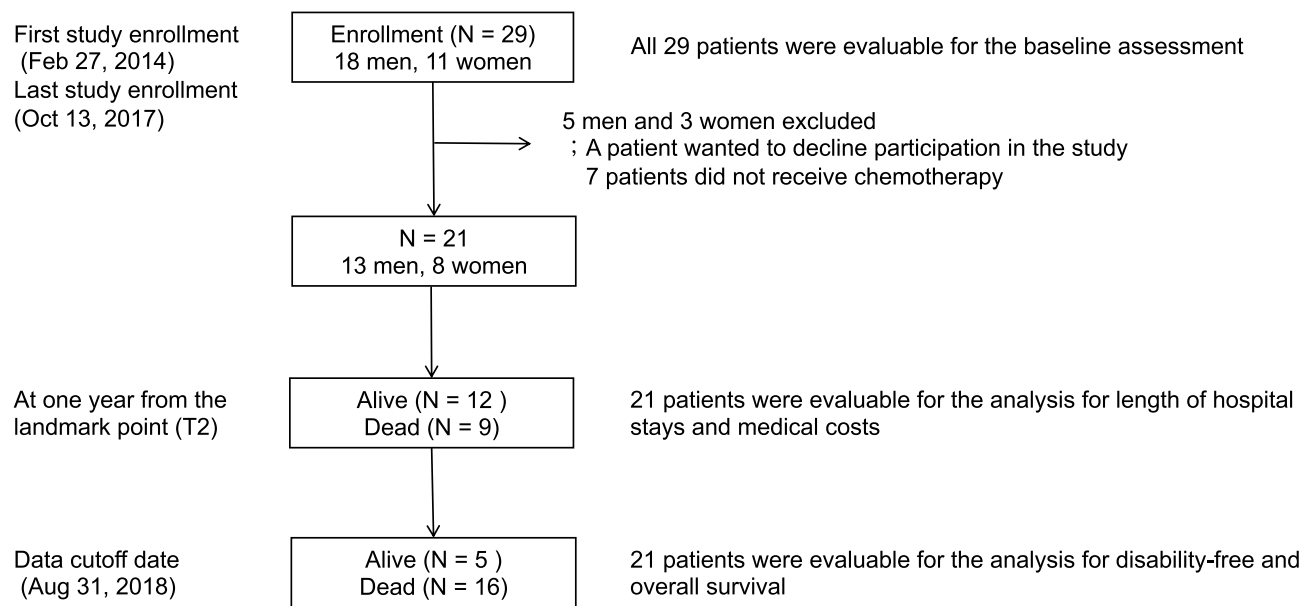 First study enrollment
(Feb 27, 2014)
Last study enrollment
(Oct 13, 2017)
Enrollment (N = 29)
18 men, 11 women
All 29 patients were evaluable for the baseline assessment
5 men and 3 women excluded
; A patient wanted to decline participation in the study
7 patients did not receive chemotherapy
N = 21
13 men, 8 women
At one year from the
landmark point (T2)
Alive (N = 12 )
Dead (N = 9)
21 patients were evaluable for the analysis for length of hospital
stays and medical costs
Data cutoff date
(Aug 31, 2018)
Alive (N = 5 )
Dead (N = 16)
21 patients were evaluable for the analysis for disability-free and
overall survival